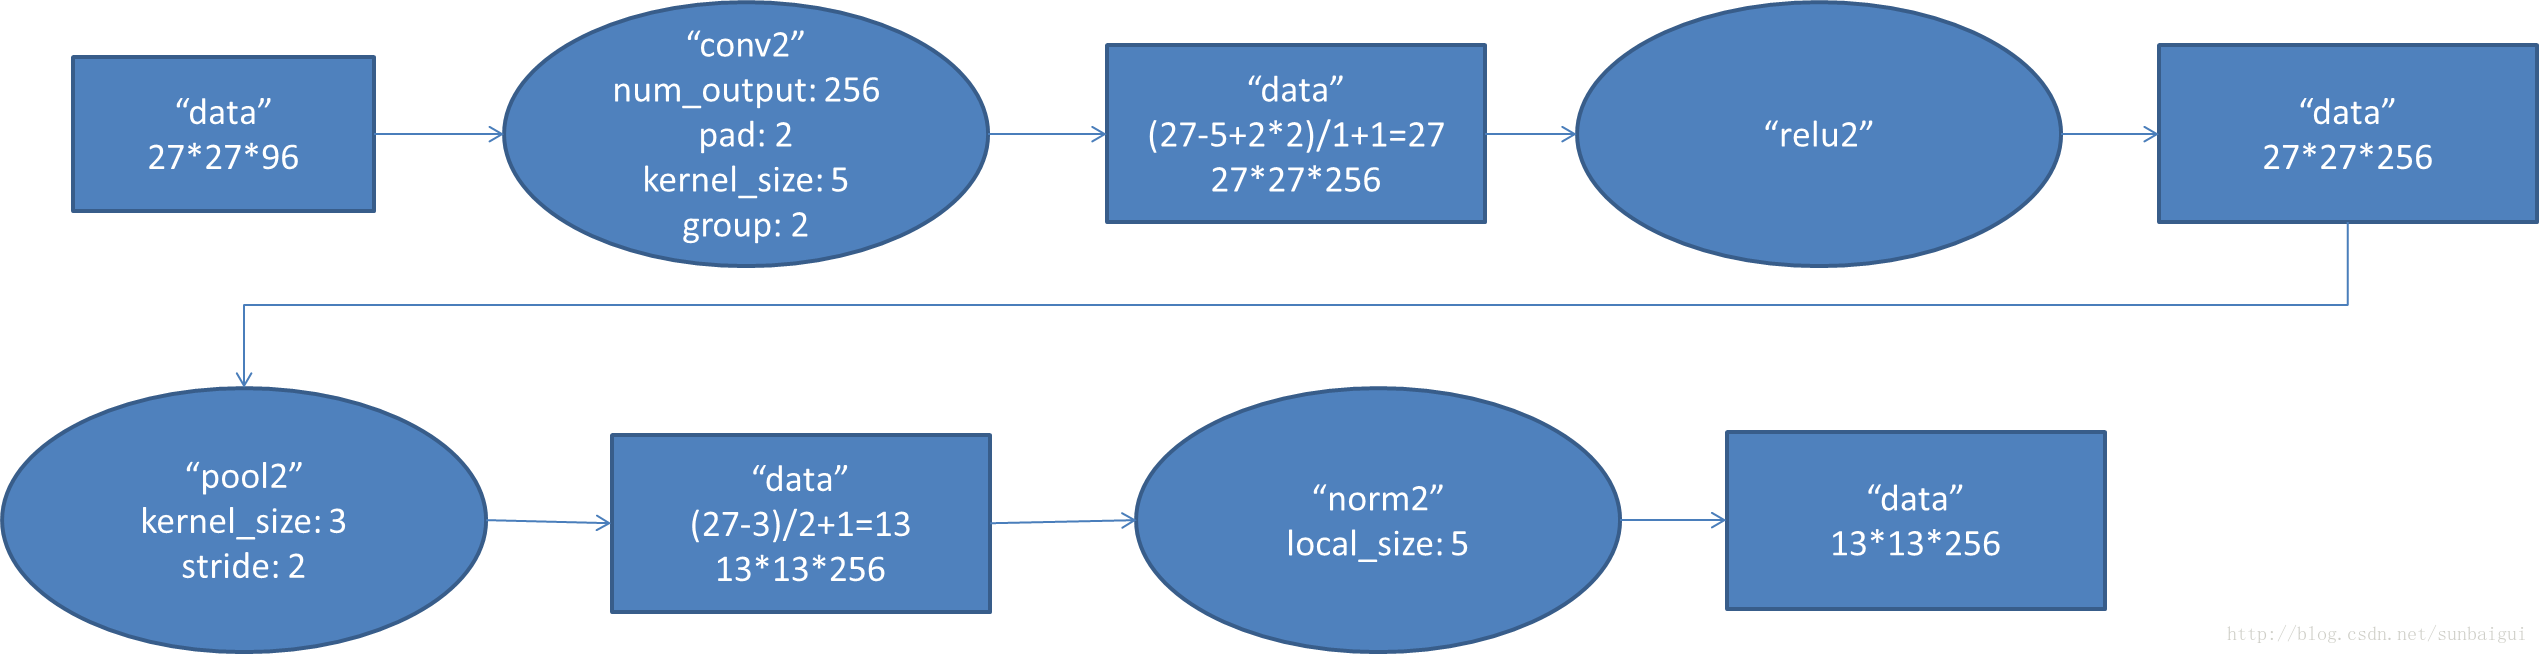 “data”
27*27*96
“conv2”
num_output: 256
pad: 2
kernel_size: 5
group: 2
“data”
(27-5+2*2)/1+1=27
27*27*256
“relu2”
“data”
27*27*256
“pool2”
kernel_size: 3
stride: 2
“data”
(27-3)/2+1=13
13*13*256
“norm2”
local_size: 5
“data”
13*13*256
http://blog.csdn.net/sunbaigui